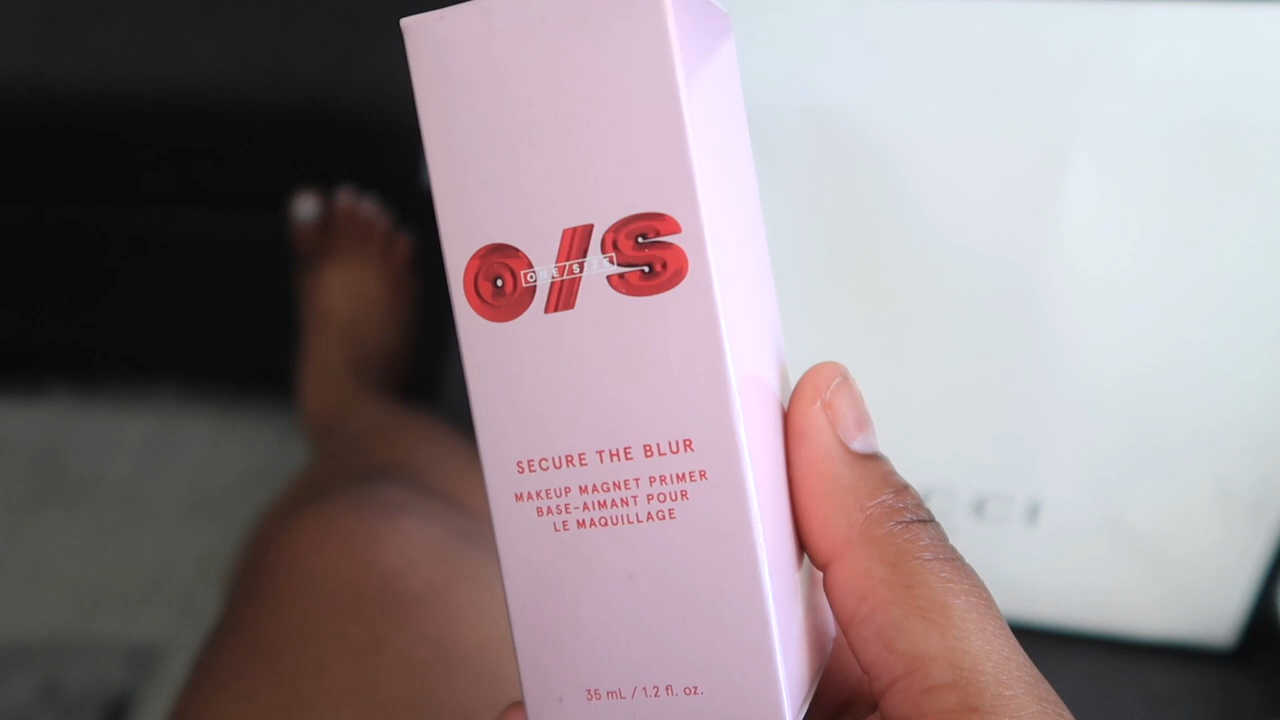 O/S
ONE/SIZE
SECURE THE BLUR
MAKEUP MAGNET PRIMER
BASE-AIMANT POUR
LE MAQUILLAGE
35 mL / 1.2 fl. oz.